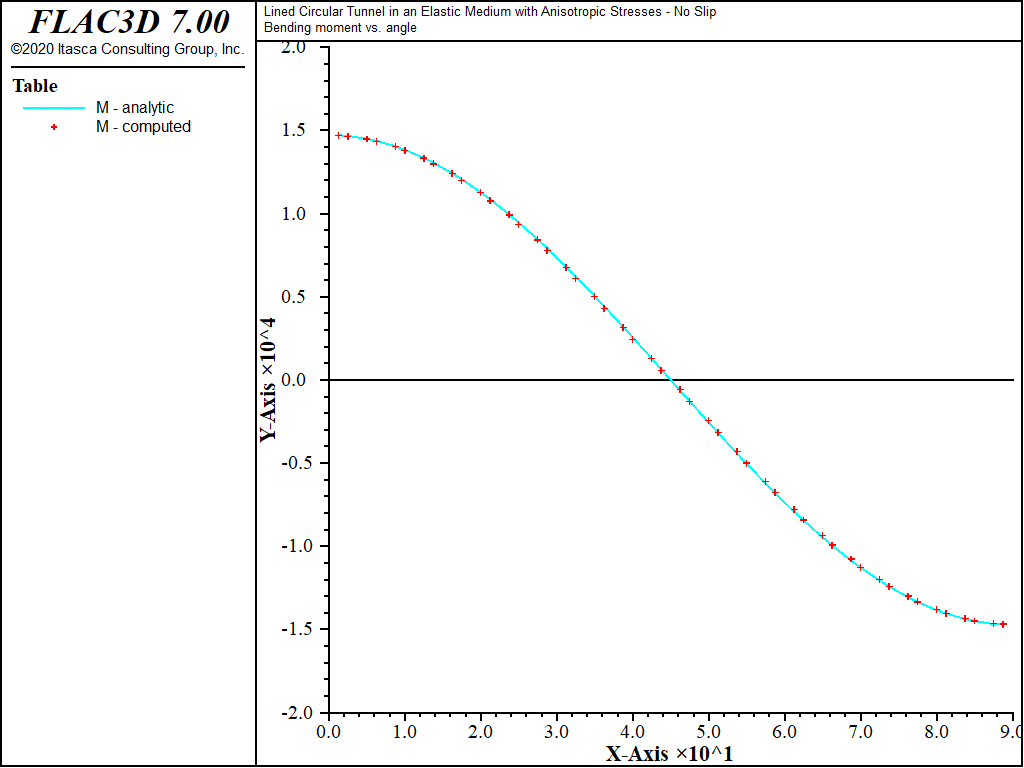 FLAC3D 7.00
©2020 Itasca Consulting Group, Inc.
Table
M - analytic
M - computed
Lined Circular Tunnel in an Elastic Medium with Anisotropic Stresses - No Slip
Bending moment vs. angle
2.0
1.5
1.0
0.5
0.0
-0.5
-1.0
-1.5
-2.0
Y-Axis ×10^4
0.0 1.0 2.0 3.0 4.0 5.0 6.0 7.0 8.0 9.0
X-Axis ×10^1